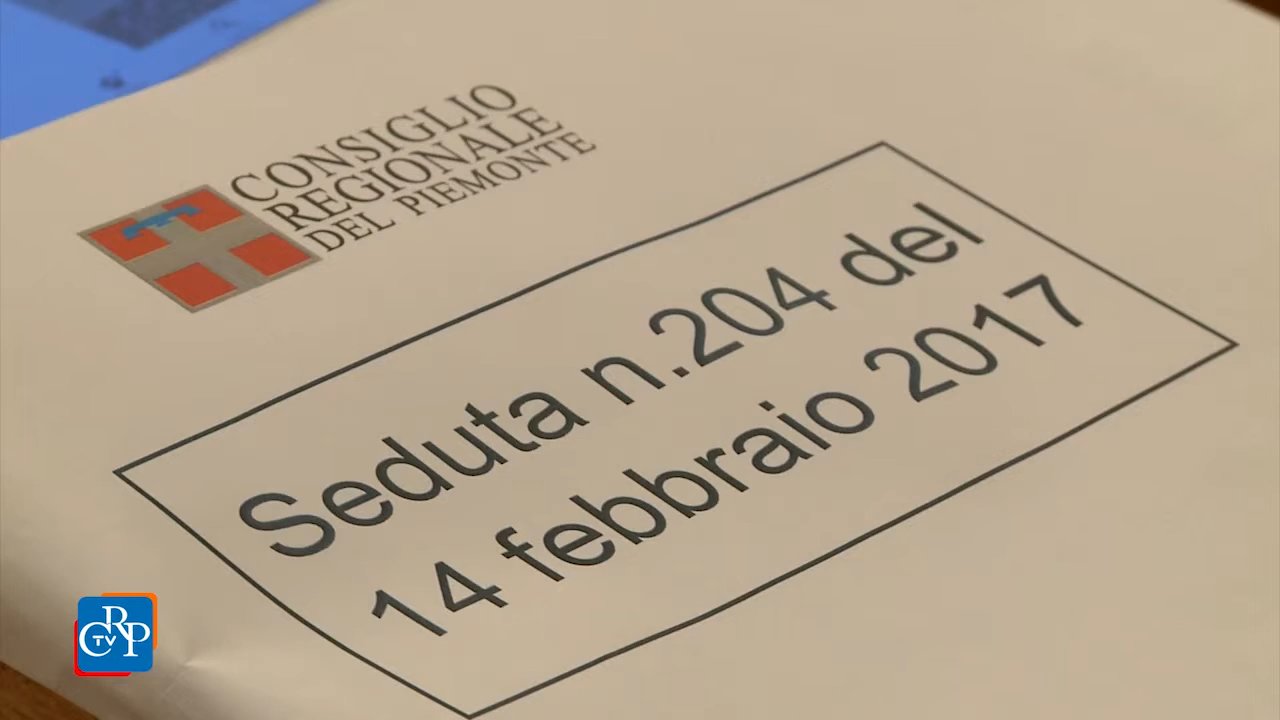 CONSIGLIO
REGIONALE
DEL PIEMONTE
Seduta n.204 del
14 febbraio 2017
CRP
TV